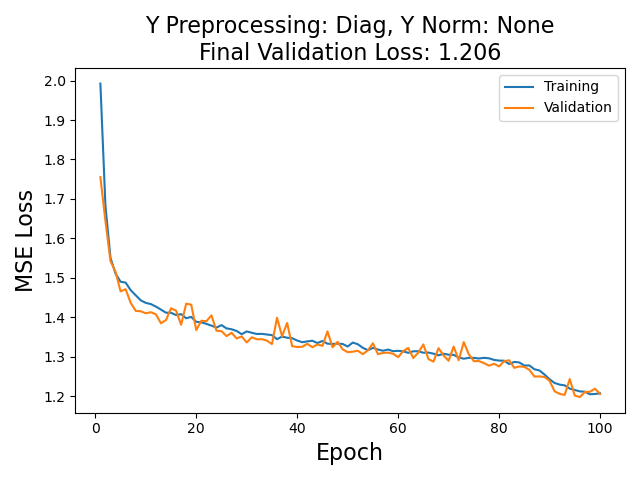 Y Preprocessing: Diag, Y Norm: None
Final Validation Loss: 1.206
Training
Validation
MSE Loss
2.0
1.9
1.8
1.7
1.6
1.5
1.4
1.3
1.2
0
20
40
60
80
100
Epoch